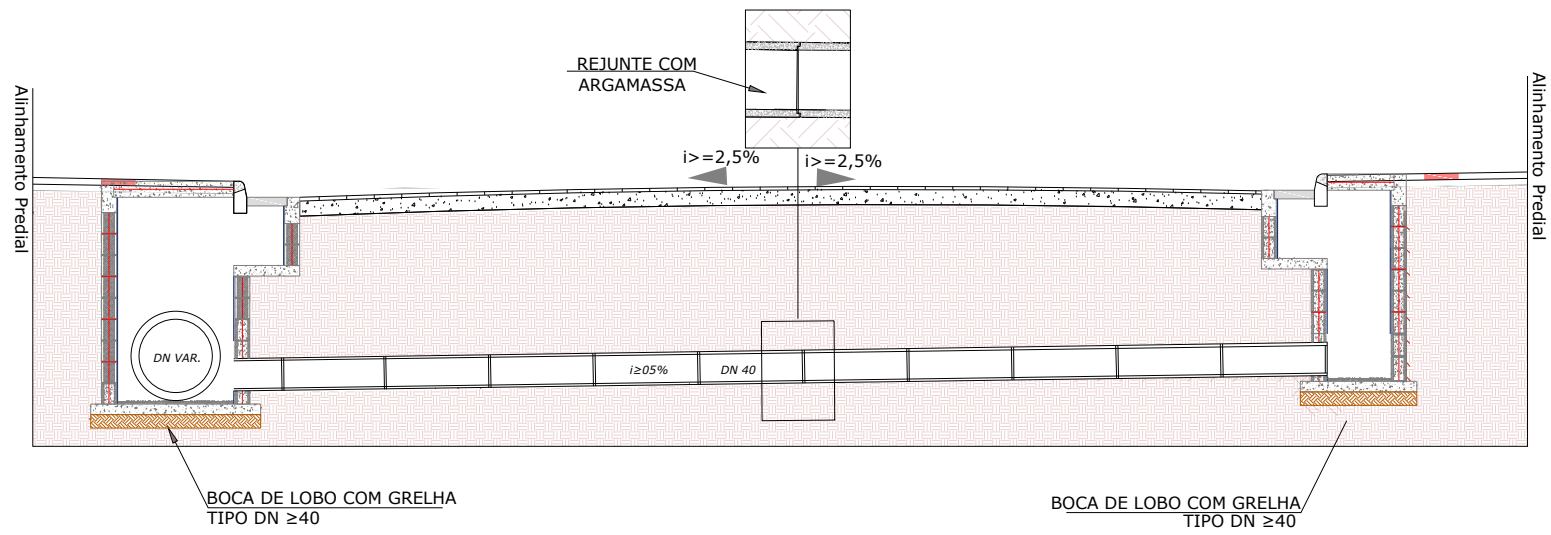 REJUNTE COM
ARGAMASSA
Alinhamento Predial
Alinhamento Predial
i>=2,5%
i>=2,5%
DN VAR.
i≥05%
DN 40
BOCA DE LOBO COM GRELHA
TIPO DN ≥40
BOCA DE LOBO COM GRELHA
TIPO DN ≥40